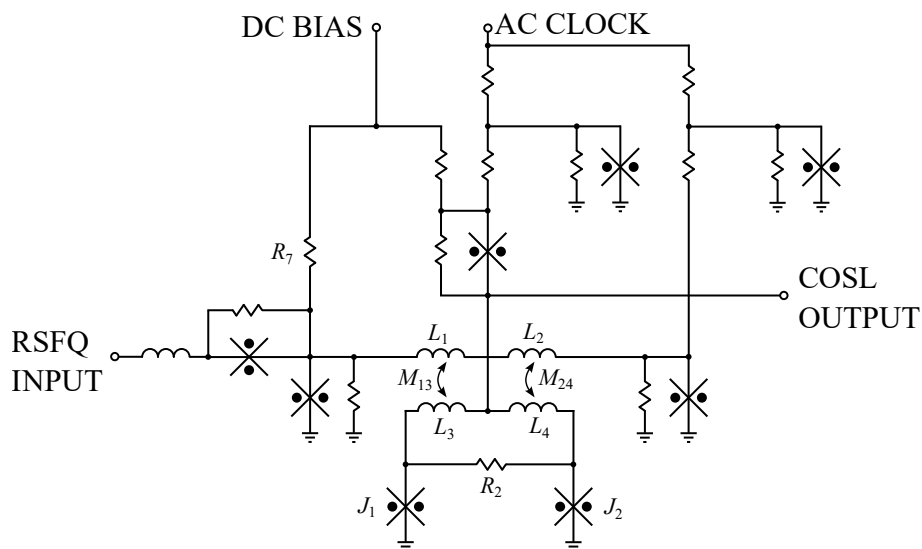 DC BIAS
AC CLOCK
R7
COSL
OUTPUT
RSFQ
INPUT
L1
L2
M13
M24
L3
L4
R2
J1
J2